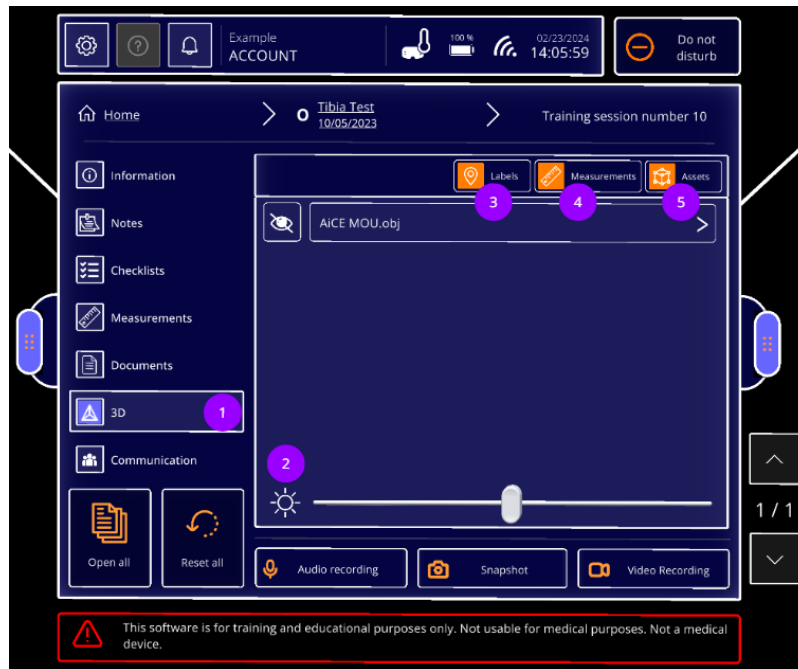 Example
ACCOUNT
100 %
02/23/2024
14:05:59
Do not
disturb
Home
O
Tibia Test
10/05/2023
Training session number 10
Information
Notes
Checklists
Measurements
Documents
3D
1
Communication
Open all
Reset all
Labels
Measurements
Assets
3
4
5
AiCE MOU.obj
2
Audio recording
Snapshot
Video Recording
1 / 1
This software is for training and educational purposes only. Not usable for medical purposes. Not a medical
device.